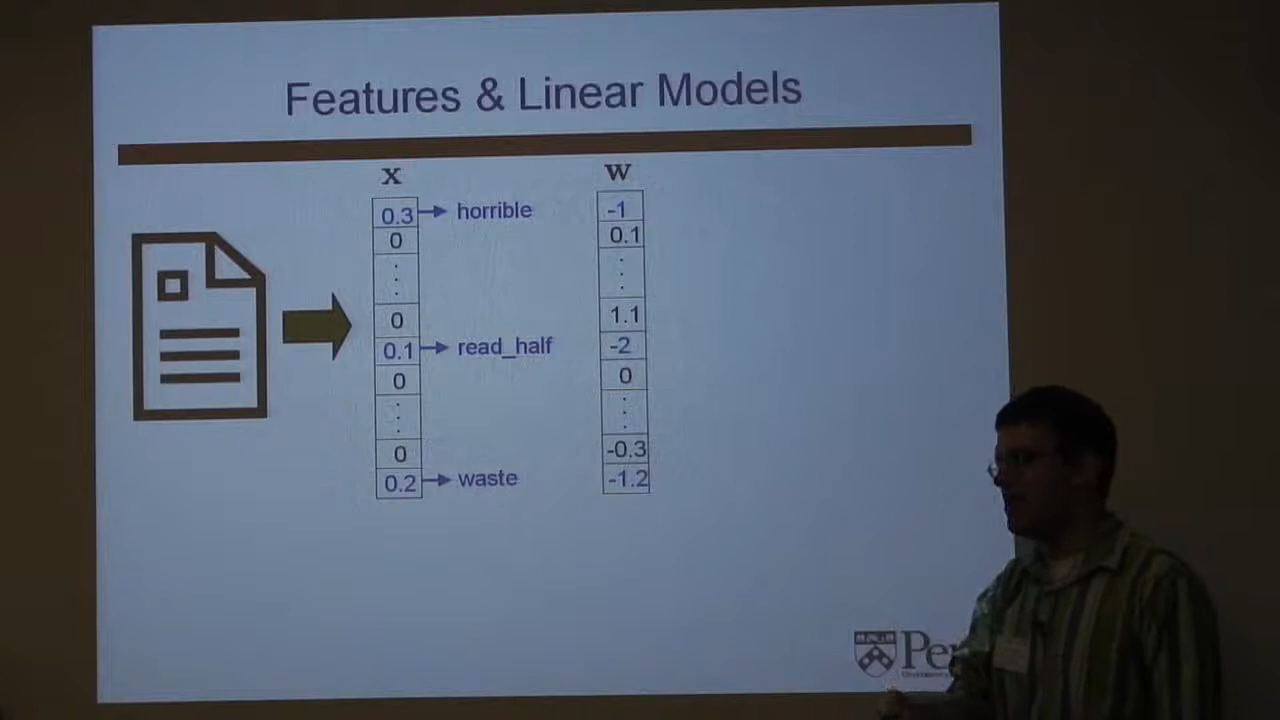 Features & Linear Models
x w
0.3 horrible -1
0 0.1
0 1.1
0.1 read_half -2
0 0
0 -0.3
0.2 waste -1.2